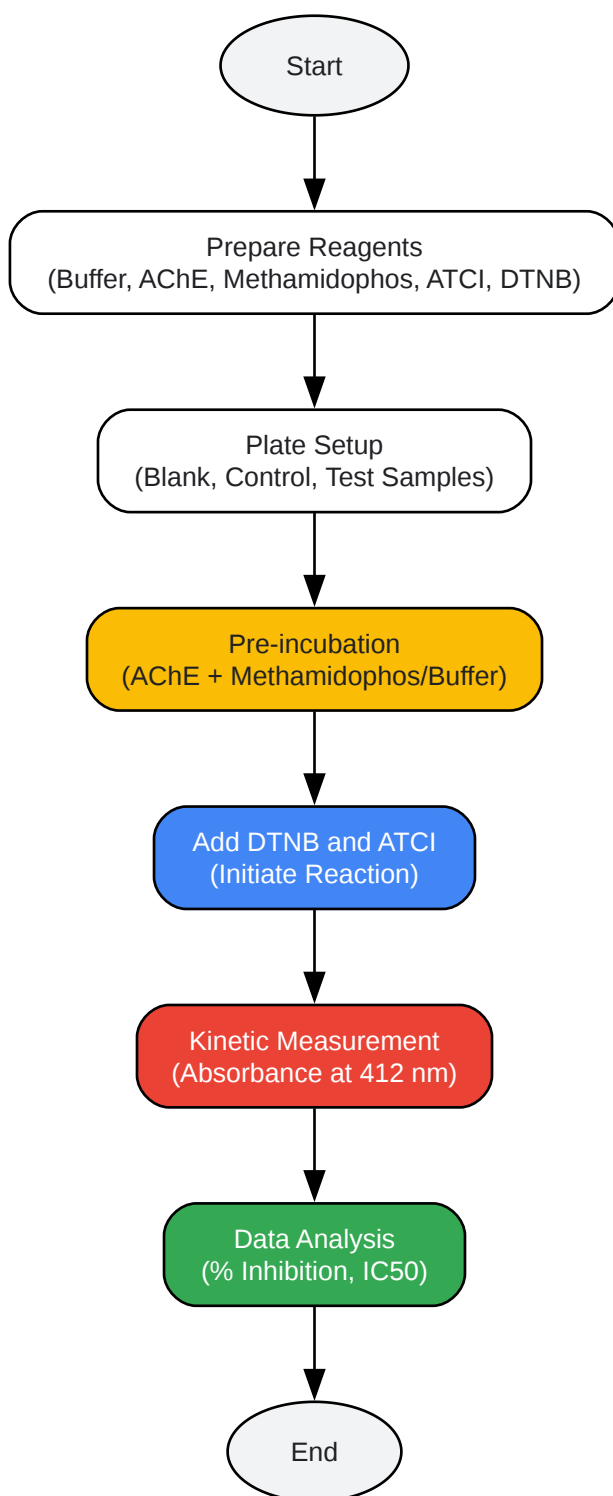 Start
Prepare Reagents
(Buffer, AChE, Methamidophos, ATCI, DTNB)
Plate Setup
(Blank, Control, Test Samples)
Pre-incubation
(AChE + Methamidophos/Buffer)
Add DTNB and ATCI
(Initiate Reaction)
Kinetic Measurement
(Absorbance at 412 nm)
Data Analysis
(% Inhibition, IC50)
End